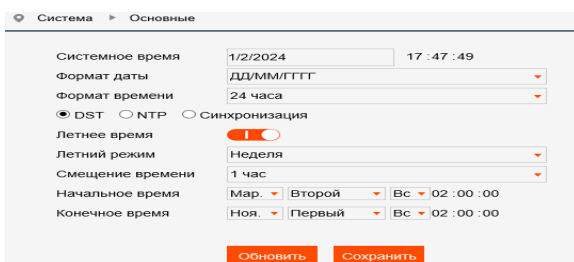 Система ▶ Основные
Системное время 1/2/2024 17 :47 :49
Формат даты ДД/ММ/ГГГГ
Формат времени 24 часа
DST NTP Синхронизация
Летнее время
Летний режим Неделя
Смещение времени 1 час
Начальное время Мар. Второй Вс 02 :00 :00
Конечное время Ноя. Первый Вс 02 :00 :00
Обновить Сохранить